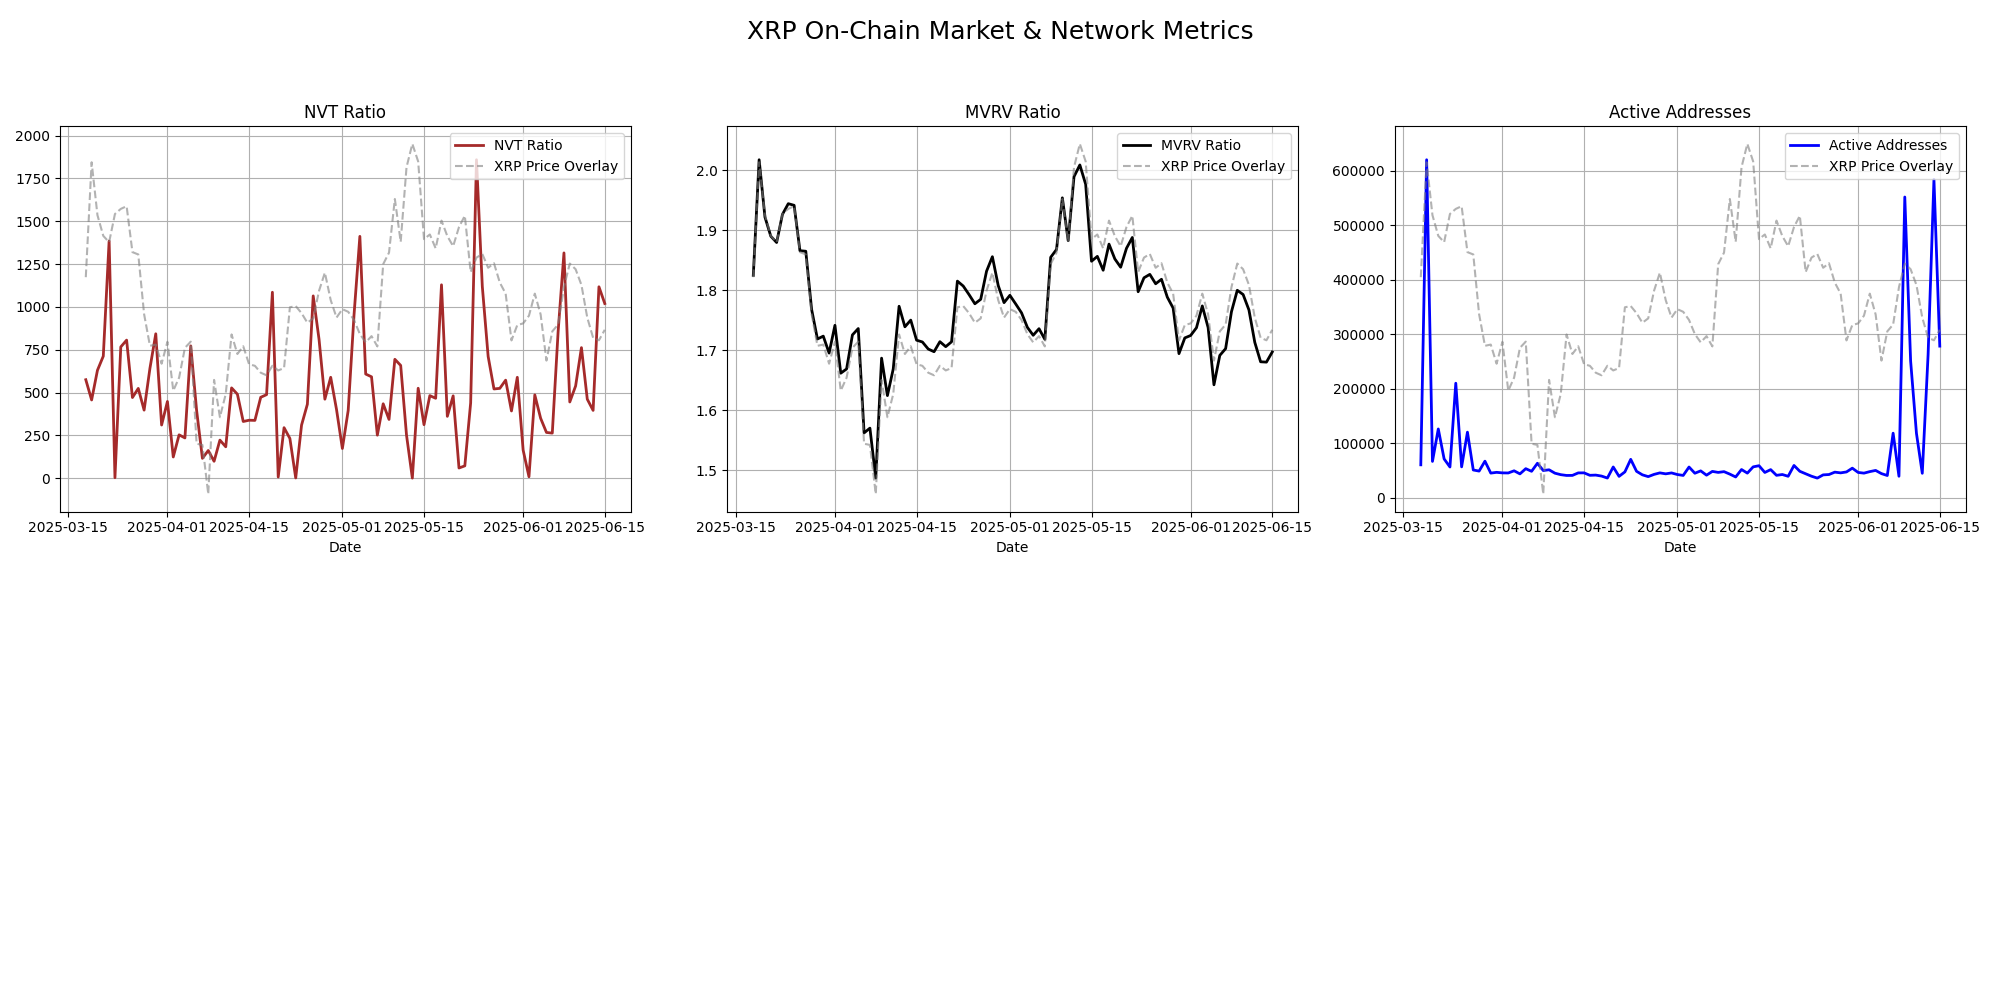 XRP On-Chain Market & Network Metrics
NVT Ratio
2000
1750
1500
1250
1000
750
500
250
0
NVT Ratio
XRP Price Overlay
2025-03-15 2025-04-01 2025-04-15 2025-05-01 2025-05-15 2025-06-01 2025-06-15
Date
MVRV Ratio
2.0
1.9
1.8
1.7
1.6
1.5
MVRV Ratio
XRP Price Overlay
2025-03-15 2025-04-01 2025-04-15 2025-05-01 2025-05-15 2025-06-01 2025-06-15
Date
Active Addresses
600000
500000
400000
300000
200000
100000
0
Active Addresses
XRP Price Overlay
2025-03-15 2025-04-01 2025-04-15 2025-05-01 2025-05-15 2025-06-01 2025-06-15
Date